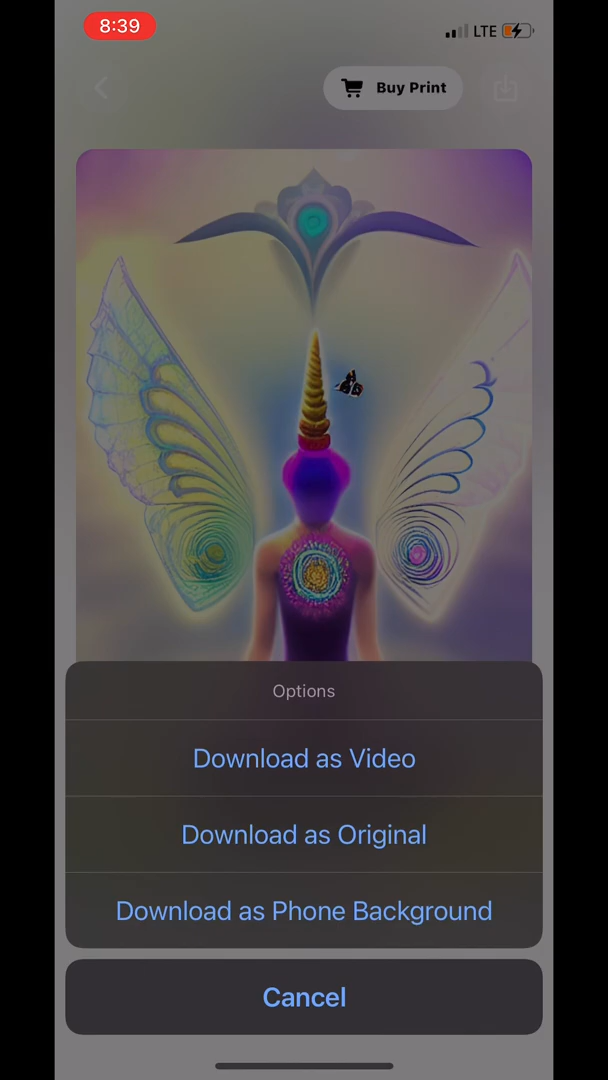 8:39
LTE
Buy Print
Options
Download as Video
Download as Original
Download as Phone Background
Cancel